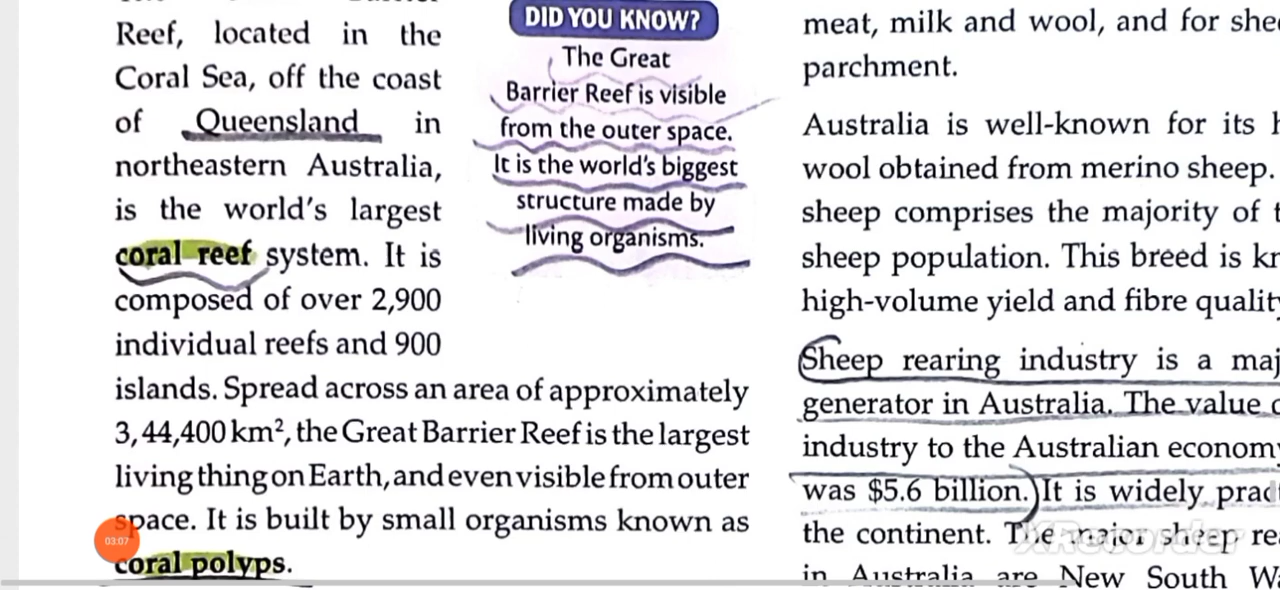 Reef, located in the
Coral Sea, off the coast
of Queensland in
northeastern Australia,
is the world's largest
coral reef system. It is
composed of over 2,900
individual reefs and 900
islands. Spread across an area of approximately
3,44,400 km², the Great Barrier Reef is the largest
living thing on Earth, and even visible from outer
space. It is built by small organisms known as
coral polyps.
DID YOU KNOW?
The Great
Barrier Reef is visible
from the outer space.
It is the world's biggest
structure made by
living organisms.
meat, milk and wool, and for
parchment.
Australia is well-known for its
wool obtained from merino sheep.
sheep comprises the majority of
sheep population. This breed is
high-volume yield and fibre
Sheep rearing industry is a
generator in Australia. The value
industry to the Australian
was $5.6 billion. It is widely
the continent. The major sheep
in Australia are New South
03:07
XRecorder